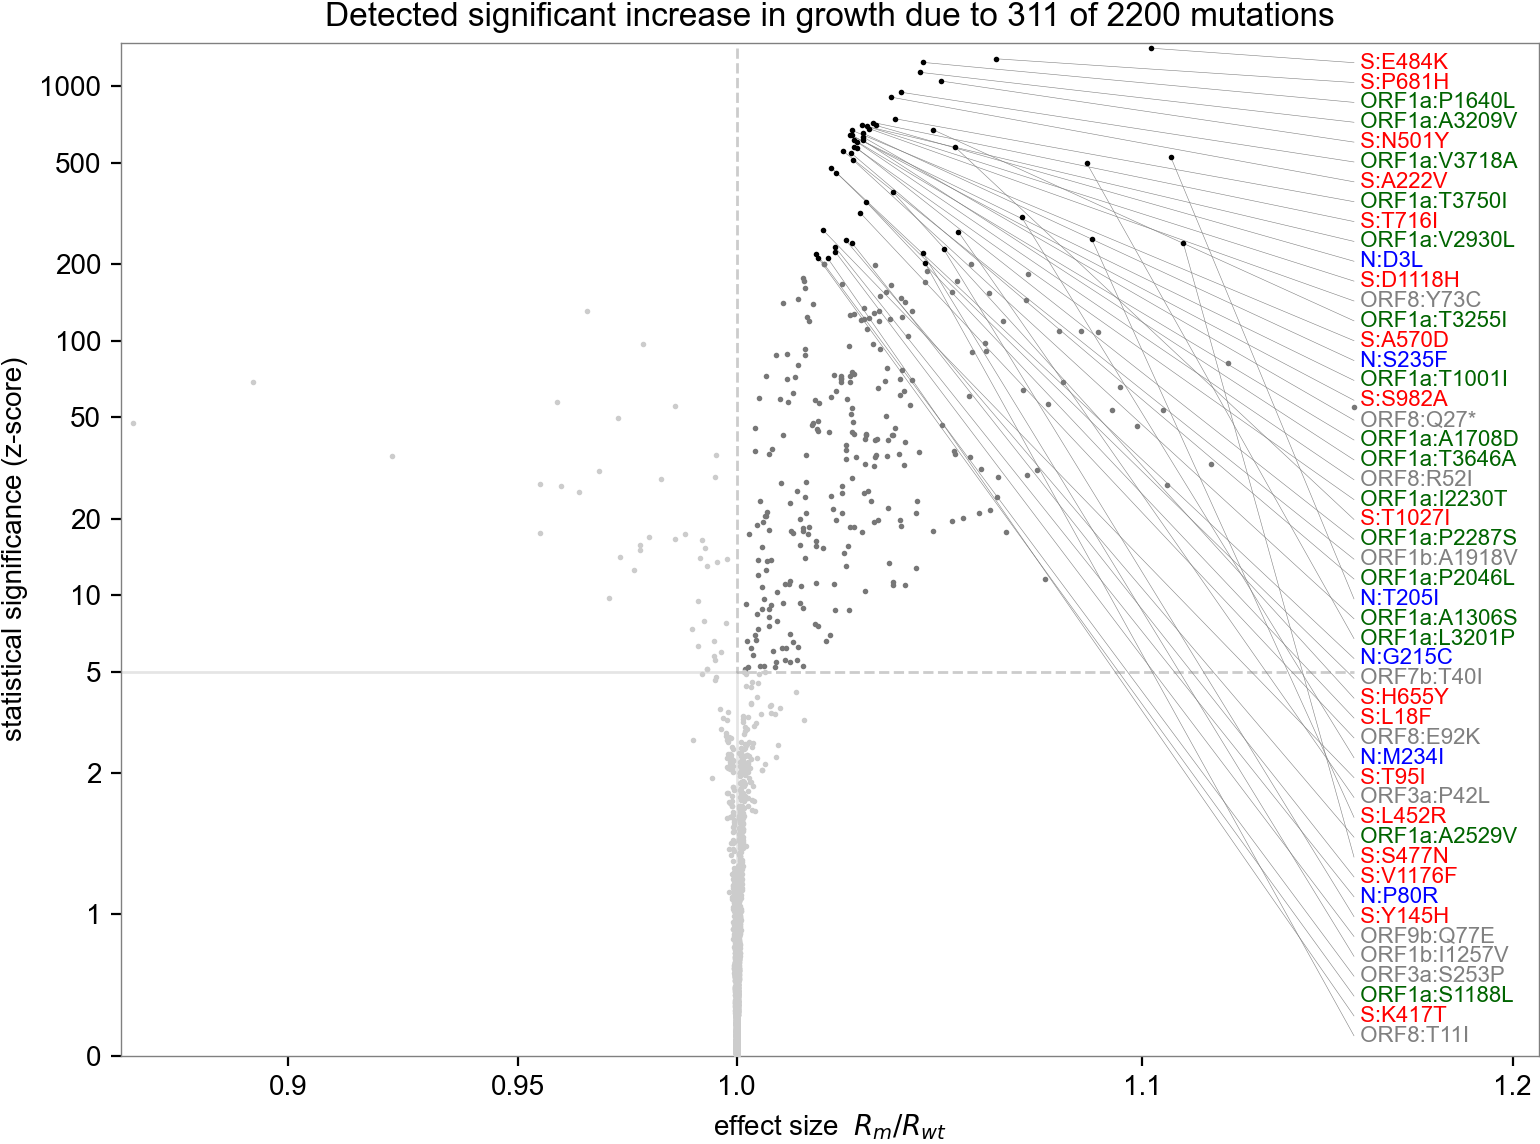 Detected significant increase in growth due to 311 of 2200 mutations
statistical significance (z-score)
1000
500
200
100
50
20
10
5
2
1
0
S:E484K
S:P681H
ORF1a:P1640L
ORF1a:A3209V
S:N501Y
ORF1a:V3718A
S:A222V
ORF1a:T3750I
S:T716I
ORF1a:V2930L
N:D3L
S:D1118H
ORF8:Y73C
ORF1a:T3255I
S:A570D
N:S235F
ORF1a:T1001I
S:S982A
ORF8:Q27*
ORF1a:A1708D
ORF1a:T3646A
ORF8:R52I
ORF1a:I2230T
S:T1027I
ORF1a:P2287S
ORF1b:A1918V
ORF1a:P2046L
N:T205I
ORF1a:A1306S
ORF1a:L3201P
N:G215C
ORF7b:T40I
S:H655Y
S:L18F
ORF8:E92K
N:M234I
S:T95I
ORF3a:P42L
S:L452R
ORF1a:A2529V
S:S477N
S:V1176F
N:P80R
S:Y145H
ORF9b:Q77E
ORF1b:I1257V
ORF3a:S253P
ORF1a:S1188L
S:K417T
ORF8:T11I
0.9 0.95 1.0 1.1 1.2
effect size Rm/Rwt